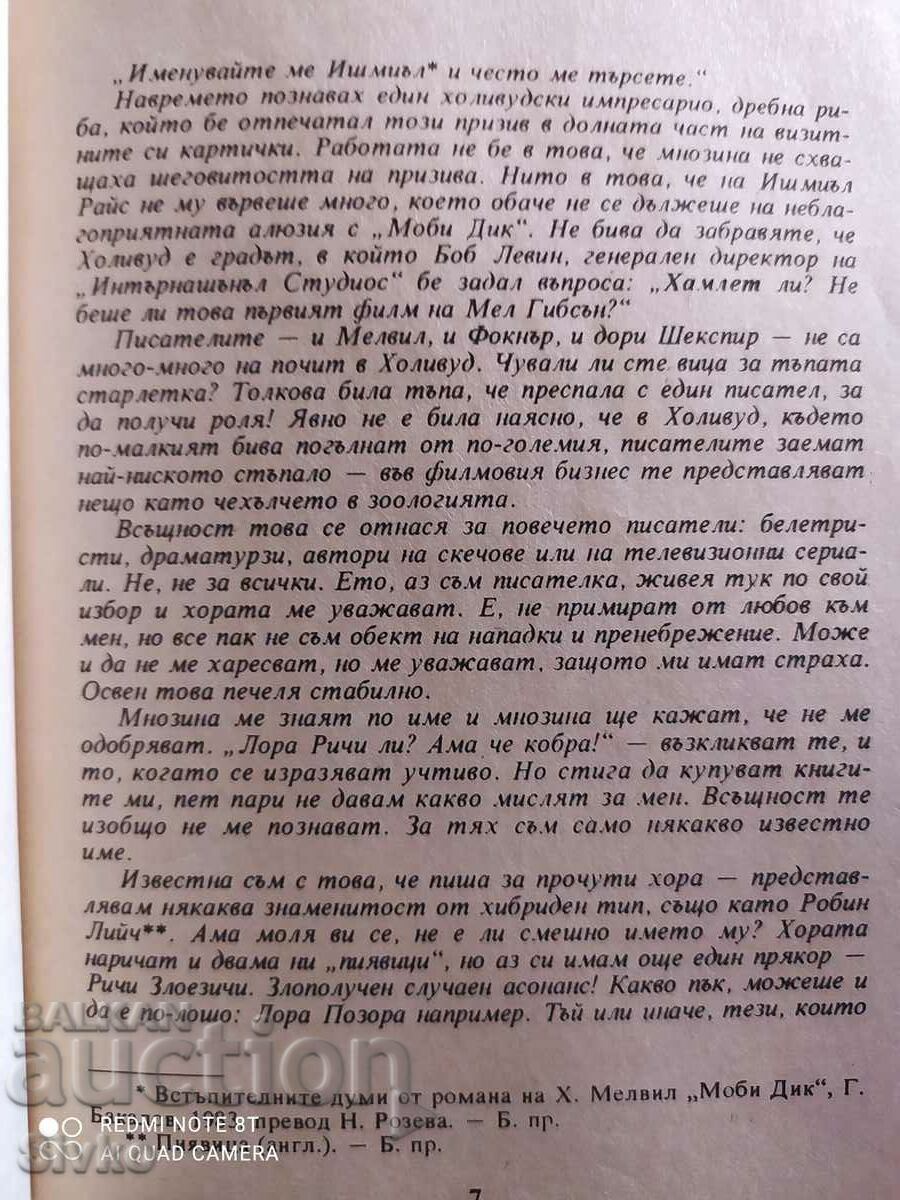 „Именувайте ме Ишмиъл* и често ме търсете.“
Навремето познавах един холивудски импресарио, дребна ри-
ба, който бе отпечатал този призив в долната част на визит-
ните си картички. Работата не бе в това, че мнозина не схва-
щаха шеговитостта на призива. Нито в това, че на Ишмиъл
Райс не му вървеше много, което обаче не се дължеше на небла-
гоприятната алюзия с „Моби Дик“. Не бива да забравяте, че
Холивуд е градът, в който Боб Левин, генерален директор на
„Интърнашънъл Студиос“ бе задал въпроса: „Хамлет ли? Не
беше ли това първият филм на Мел Гибсън?“
Писателите — и Мелвил, и Фокнър, и дори Шекспир — не са
много-много на почит в Холивуд. Чували ли сте вица за тъпата
старлетка? Толкова била тъпа, че преспала с един писател, за
да получи роля! Явно не е била наясно, че в Холивуд, където
по-малкият бива погълнат от по-големия, писателите заемат
най-ниското стъпало — във филмовия бизнес те представляват
нещо като чехълчето в зоологията.
Всъщност това се отнася за повечето писатели: белетри-
сти, драматурзи, автори на скечове или на телевизионни сериа-
ли. Не, не за всички. Ето, аз съм писателка, живея тук по свой
избор и хората ме уважават. Е, не примират от любов към
мен, но все пак не съм обект на нападки и пренебрежение. Може
и да не ме харесват, но ме уважават, защото ми имат страха.
Освен това печеля стабилно.
Мнозина ме знаят по име и мнозина ще кажат, че не ме
одобряват. „Лора Ричи ли? Ама че кобра!“ — възкликват те, и
то, когато се изразяват учтиво. Но стига да купуват книги-
те ми, пет пари не давам какво мислят за мен. Всъщност те
изобщо не ме познават. За тях съм само някакво известно
име.
Известна съм с това, че пиша за прочути хора — представ-
лявам някаква знаменитост от хибриден тип, също като Робин
Лийч**. Ама моля ви се, не е ли смешно името му? Хората
наричат и двама ни „пиявици“, но аз си имам още един прякор —
Ричи Злоезичи. Злополучен случаен асонанс! Какво пък, можеше и
да е по-лошо: Лора Позора например. Тъй или иначе, тези, които
* Встъпителните думи от романа на Х. Мелвил „Моби Дик“, Г.
Бакалов, 1983, превод Н. Розева. — Б. пр.
** Пиявица (англ.). — Б. пр.
7
BALKAN
auction
sivko
REDMI NOTE 8T
AI QUAD CAMERA